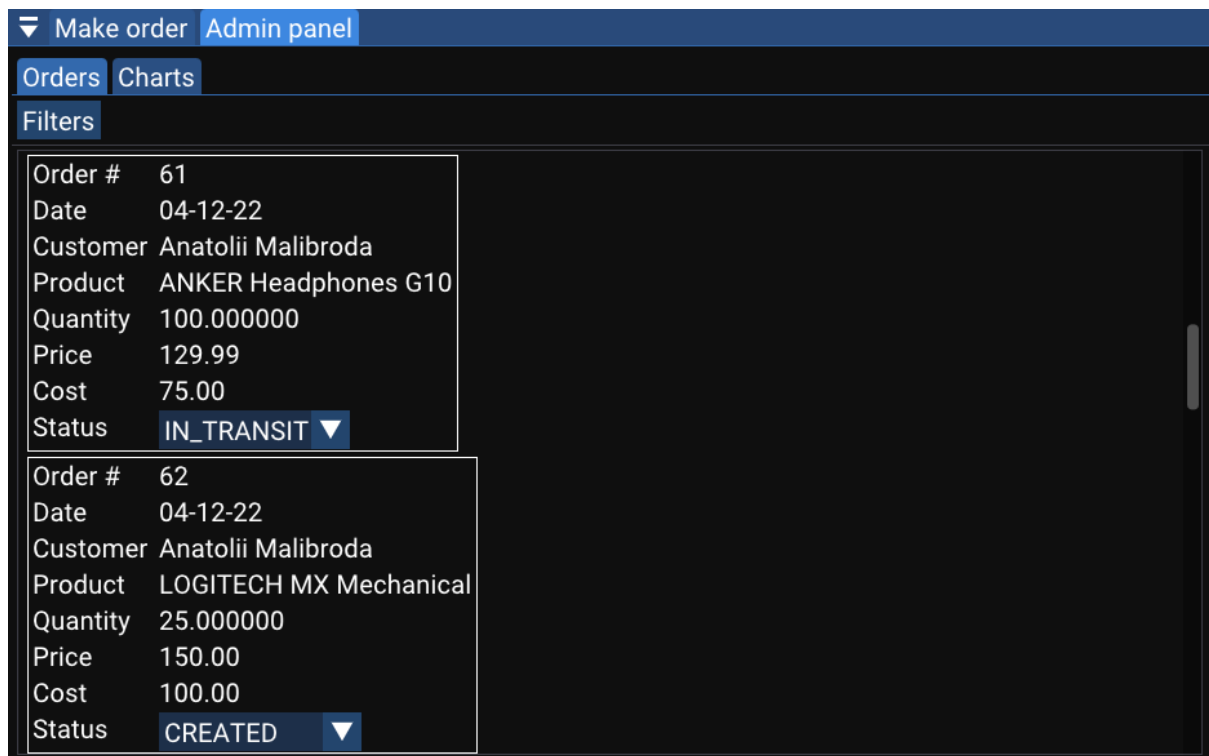 Make order Admin panel
Orders Charts
Filters
Order # 61
Date 04-12-22
Customer Anatolii Malibroda
Product ANKER Headphones G10
Quantity 100.000000
Price 129.99
Cost 75.00
Status IN_TRANSIT
Order # 62
Date 04-12-22
Customer Anatolii Malibroda
Product LOGITECH MX Mechanical
Quantity 25.000000
Price 150.00
Cost 100.00
Status CREATED